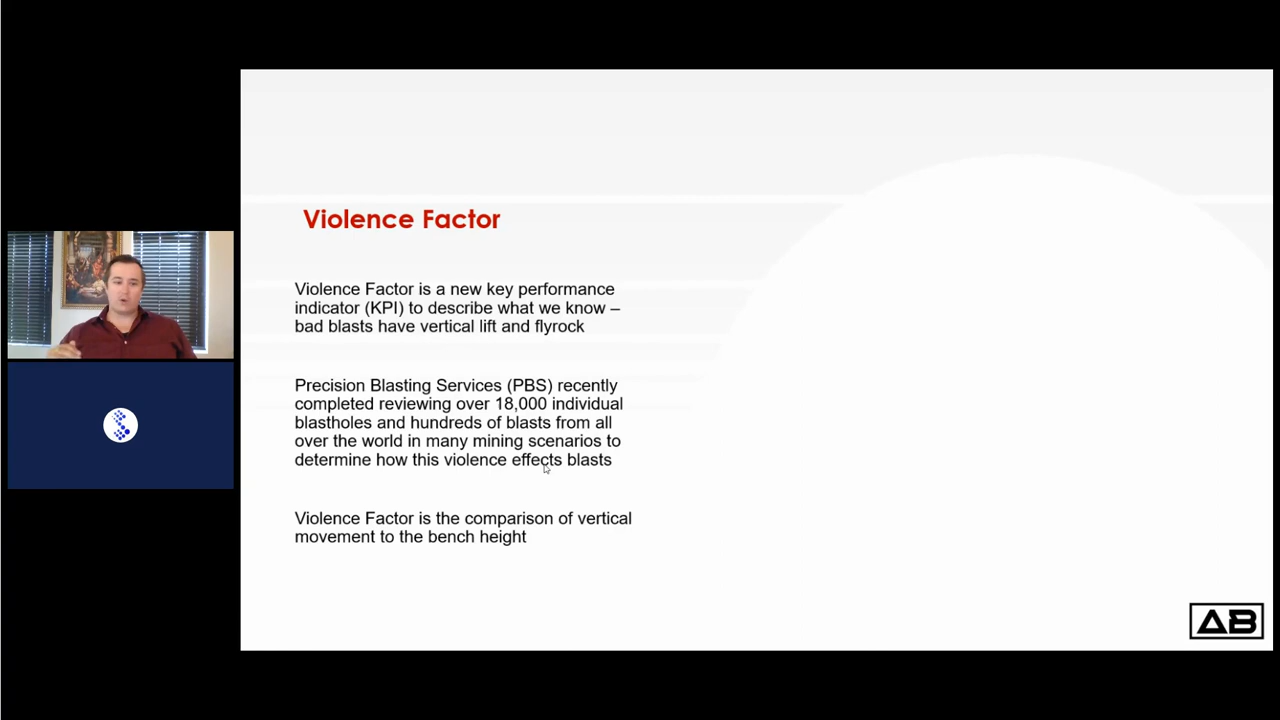 Violence Factor
Violence Factor is a new key performance
indicator (KPI) to describe what we know –
bad blasts have vertical lift and flyrock
Precision Blasting Services (PBS) recently
completed reviewing over 18,000 individual
blastholes and hundreds of blasts from all
over the world in many mining scenarios to
determine how this violence effects blasts
Violence Factor is the comparison of vertical
movement to the bench height
AB